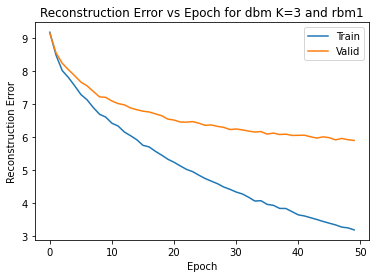 Reconstruction Error vs Epoch for dbm K=3 and rbm1
Train
Valid
Reconstruction Error
9
8
7
6
5
4
3
0
10
20
30
40
50
Epoch